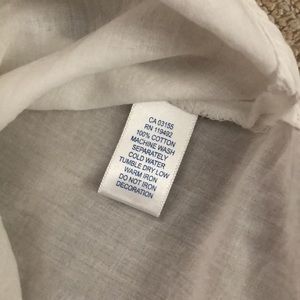 CA 03155
RN 119492
100% COTTON
MACHINE WASH
SEPARATELY
COLD WATER
TUMBLE DRY LOW
WARM IRON
DO NOT IRON
DECORATION